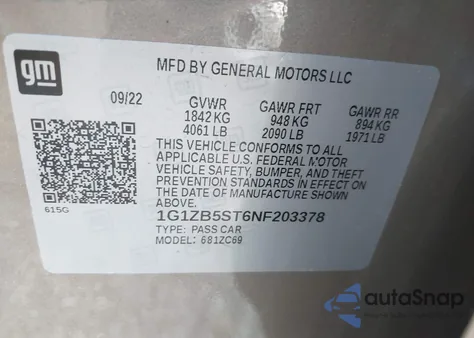 gm
MFD BY GENERAL MOTORS LLC
09/22 GVWR GAWR FRT GAWR RR
1842 KG 948 KG 894 KG
4061 LB 2090 LB 1971 LB
THIS VEHICLE CONFORMS TO ALL
APPLICABLE U.S. FEDERAL MOTOR
VEHICLE SAFETY, BUMPER, AND THEFT
PREVENTION STANDARDS IN EFFECT ON
THE DATE OF MANUFACTURE SHOWN
ABOVE.
615G
1G1ZB5ST6NF203378
TYPE: PASS CAR
MODEL: 681ZC69
autoSnap